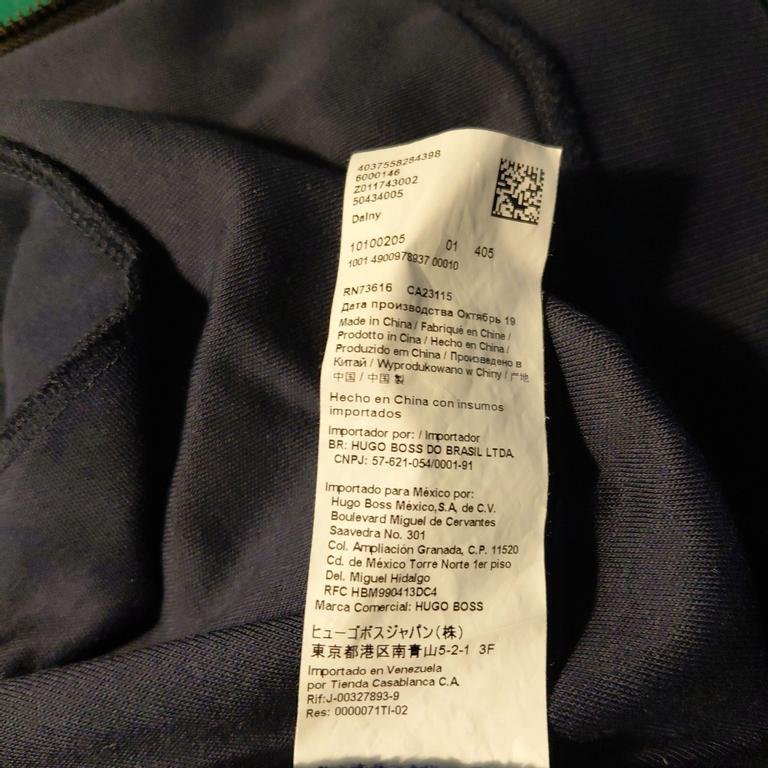 4037558284398
6000146
Z011743002
50434005
Dalny
10100205 01 405
1001 4900978937 00010
RN73616 CA23115
Дата производства Октябрь 19
Made in China / Fabriqué en Chine /
Prodotto in Cina / Hecho en China /
Produzido em China / Произведено в
Китай / Wyprodukowano w Chiny / 产地
中国 / 中国 製
Hecho en China con insumos
importados
Importador por: / Importador
BR: HUGO BOSS DO BRASIL LTDA.
CNPJ: 57-621-054/0001-91
Importado para México por:
Hugo Boss México,S.A. de C.V.
Boulevard Miguel de Cervantes
Saavedra No. 301
Col. Ampliación Granada, C.P. 11520
Cd. de México Torre Norte 1er piso
Del. Miguel Hidalgo
RFC HBM990413DC4
Marca Comercial: HUGO BOSS
ヒューゴボスジャパン(株)
東京都港区南青山5-2-1 3F
Importado en Venezuela
por Tienda Casablanca C.A.
Rif:J-00327893-9
Res: 0000071TI-02